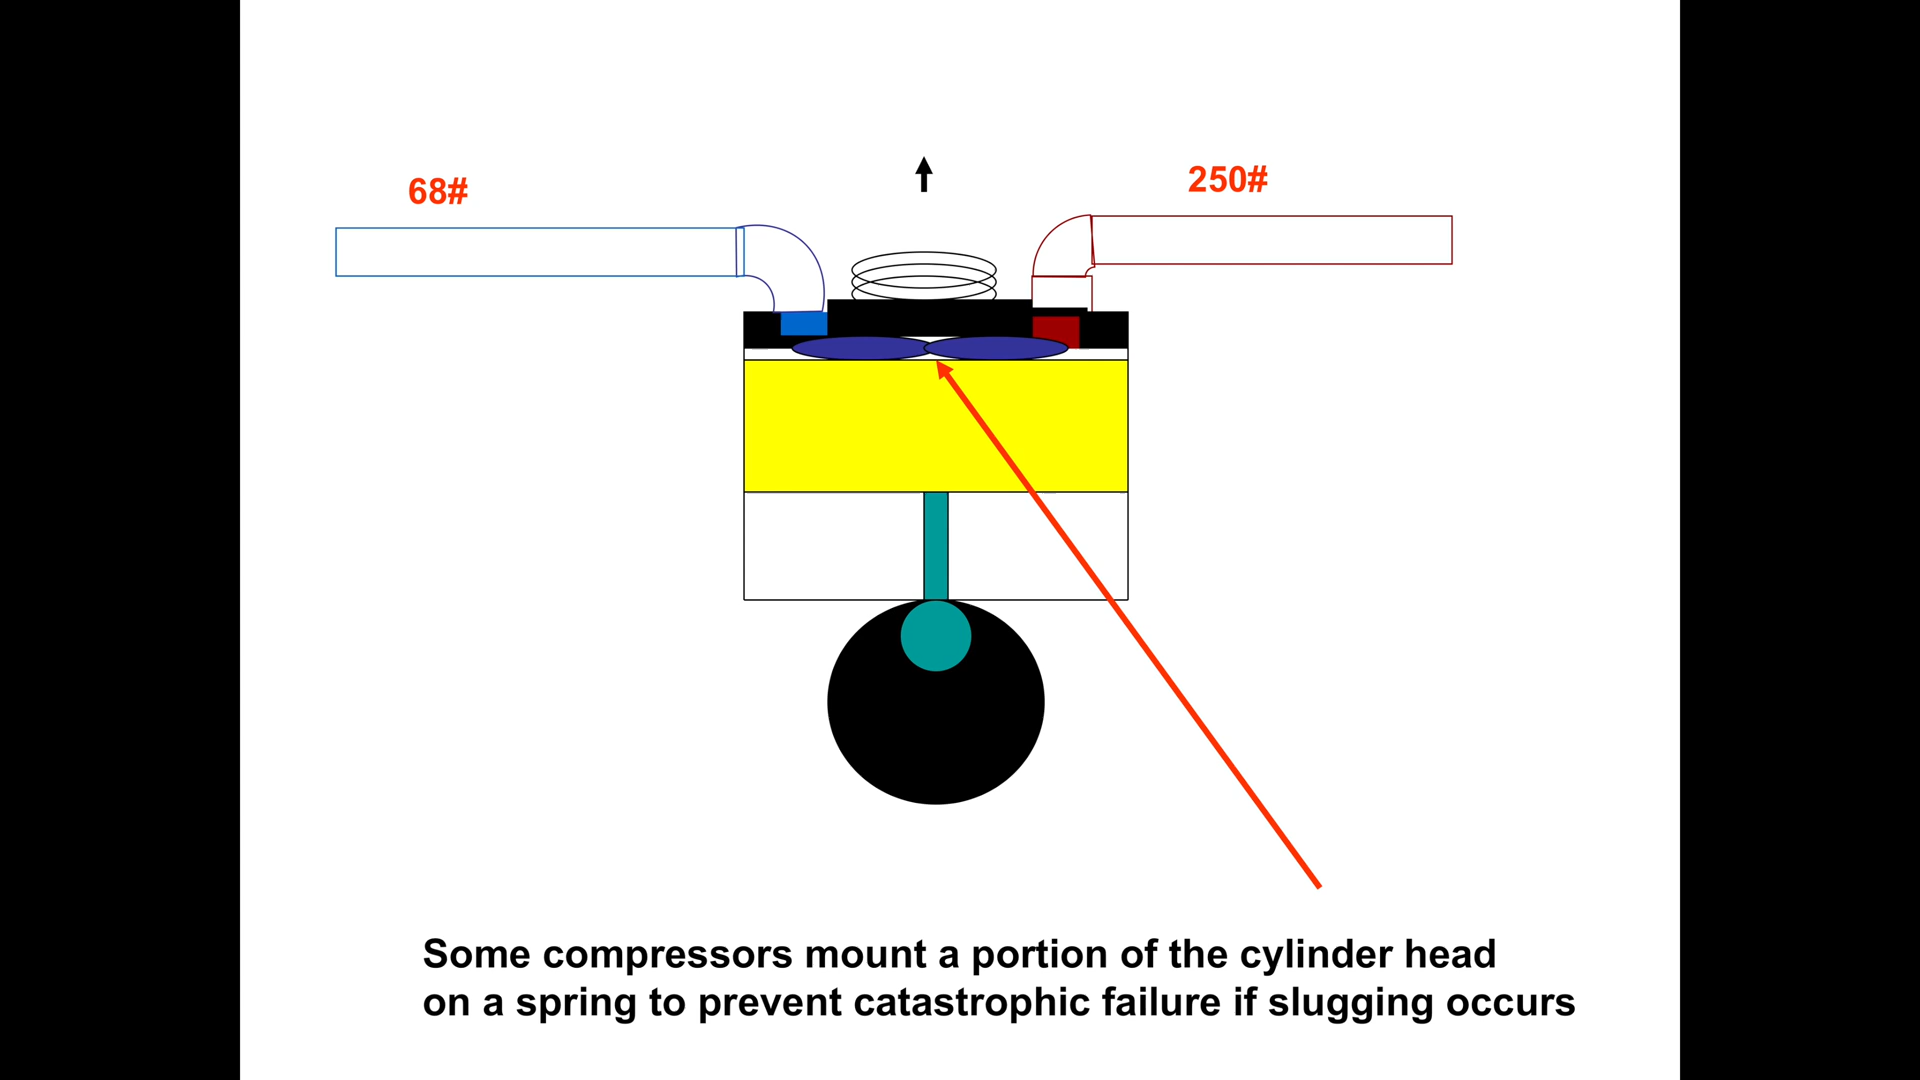 68#
250#
Some compressors mount a portion of the cylinder head
on a spring to prevent catastrophic failure if slugging occurs